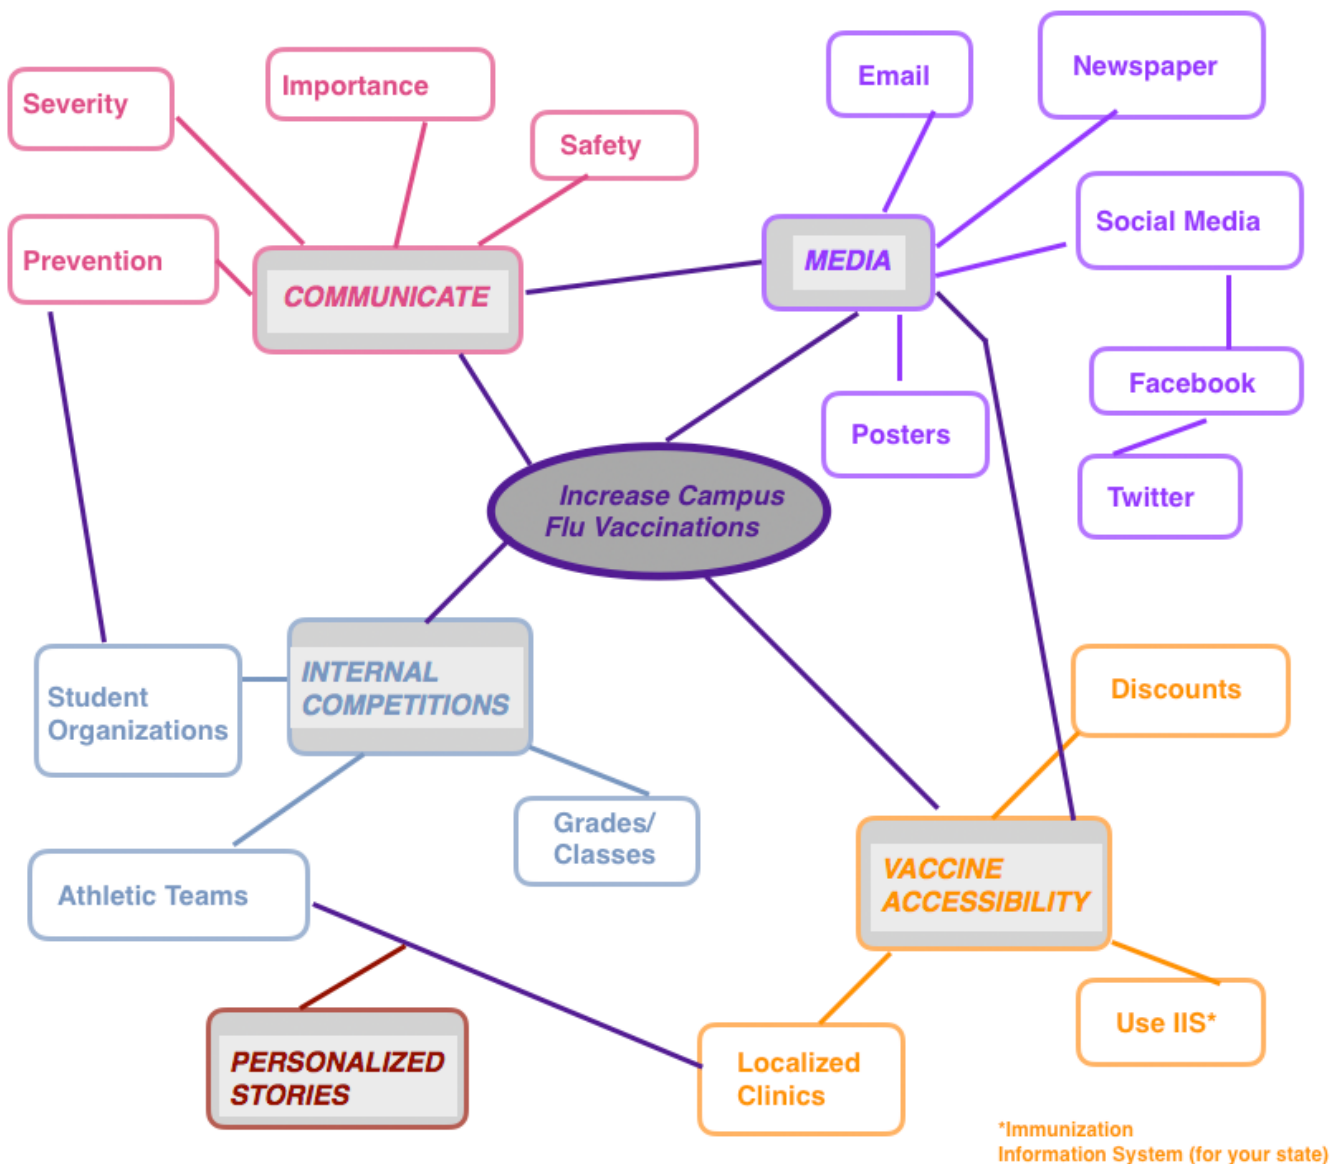 Severity
Importance
Safety
Prevention
COMMUNICATE
Email
Newspaper
MEDIA
Social Media
Facebook
Twitter
Posters
Increase Campus
Flu Vaccinations
INTERNAL
COMPETITIONS
Student
Organizations
Grades/
Classes
Athletic Teams
PERSONALIZED
STORIES
Discounts
VACCINE
ACCESSIBILITY
Use IIS*
Localized
Clinics
*Immunization
Information System (for your state)